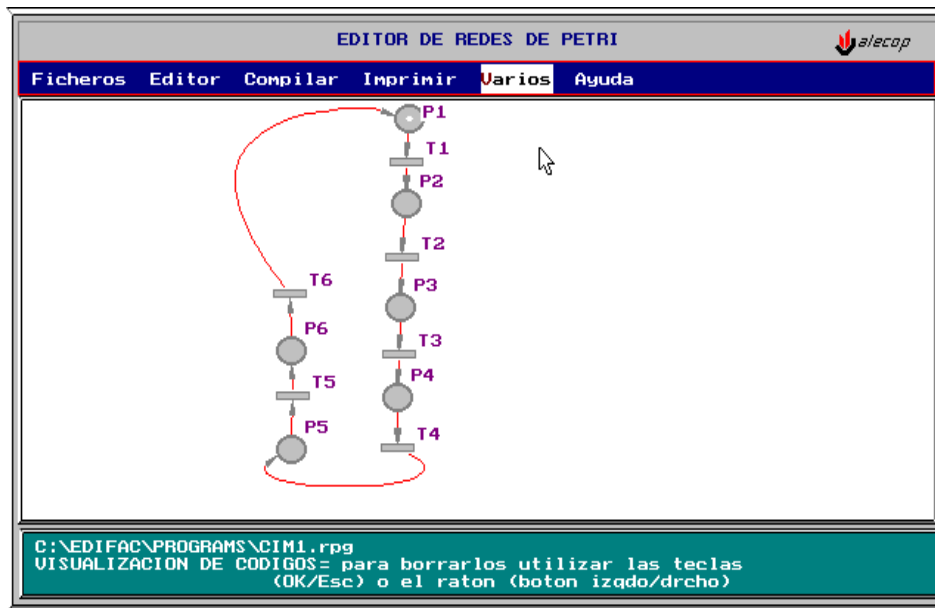 EDITOR DE REDES DE PETRI
alecop
Ficheros Editor Compilar Imprimir Varios Ayuda
P1
T1
P2
T2
P3
T6
P6
T3
P4
T5
P5
T4
C:\EDIFAC\PROGRAMS\CIM1.rpg
VISUALIZACION DE CODIGOS= para borrarlos utilizar las teclas
(OK/Esc) o el raton (boton izqdo/drcho)